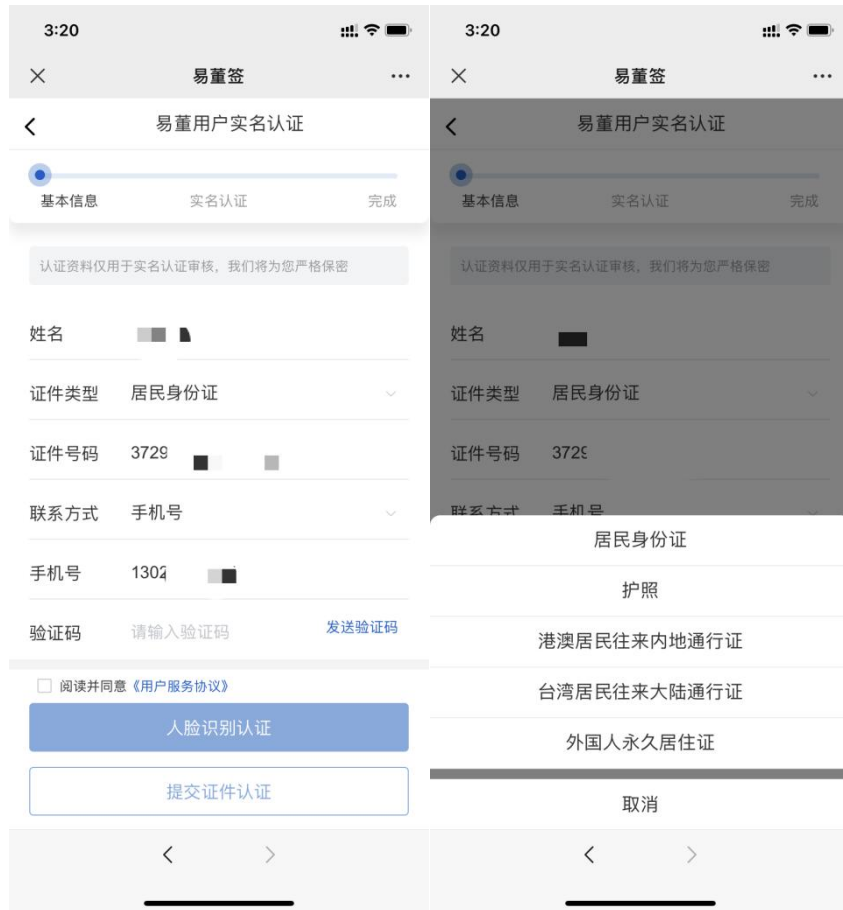 3:20
易董签
易董用户实名认证
基本信息 实名认证 完成
认证资料仅用于实名认证审核，我们将为您严格保密
姓名
证件类型 居民身份证
证件号码 3729
联系方式 手机号
手机号 1302
验证码 请输入验证码 发送验证码
阅读并同意《用户服务协议》
人脸识别认证
提交证件认证
3:20
易董签
易董用户实名认证
基本信息 实名认证 完成
认证资料仅用于实名认证审核，我们将为您严格保密
姓名
证件类型 居民身份证
证件号码 3729
联系方式 手机号
居民身份证
护照
港澳居民往来内地通行证
台湾居民往来大陆通行证
外国人永久居住证
取消